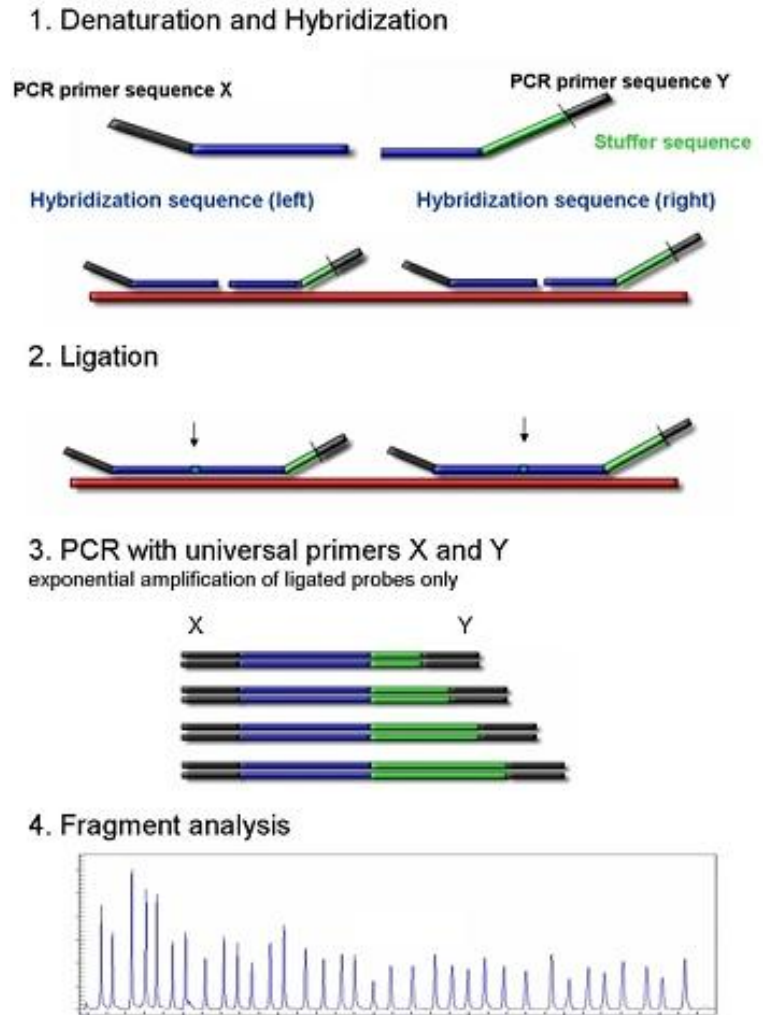 1. Denaturation and Hybridization
PCR primer sequence X
PCR primer sequence Y
Stuffer sequence
Hybridization sequence (left)
Hybridization sequence (right)
2. Ligation
3. PCR with universal primers X and Y
exponential amplification of ligated probes only
X
Y
4. Fragment analysis